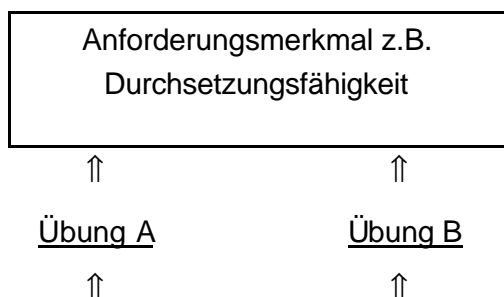 Anforderungsmerkmal z.B.
Durchsetzungsfähigkeit
⇑ ⇑
Übung A Übung B
⇑ ⇑